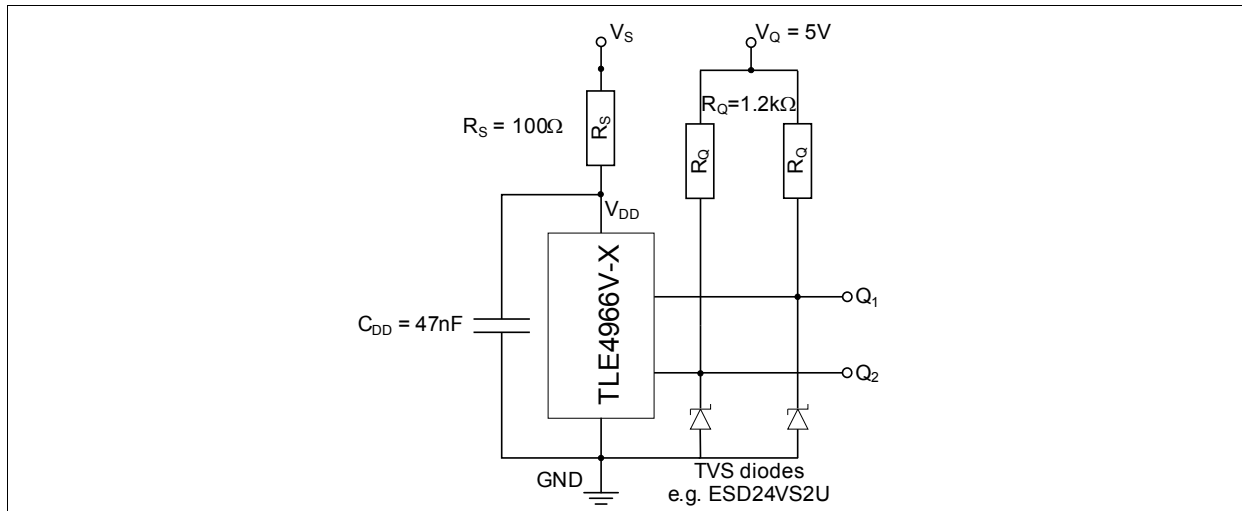 V_S
V_Q = 5V
R_Q=1.2kΩ
R_S = 100Ω
R_S
R_Q
R_Q
V_DD
TLE4966V-X
Q_1
C_DD = 47nF
Q_2
GND
TVS diodes
e.g. ESD24VS2U